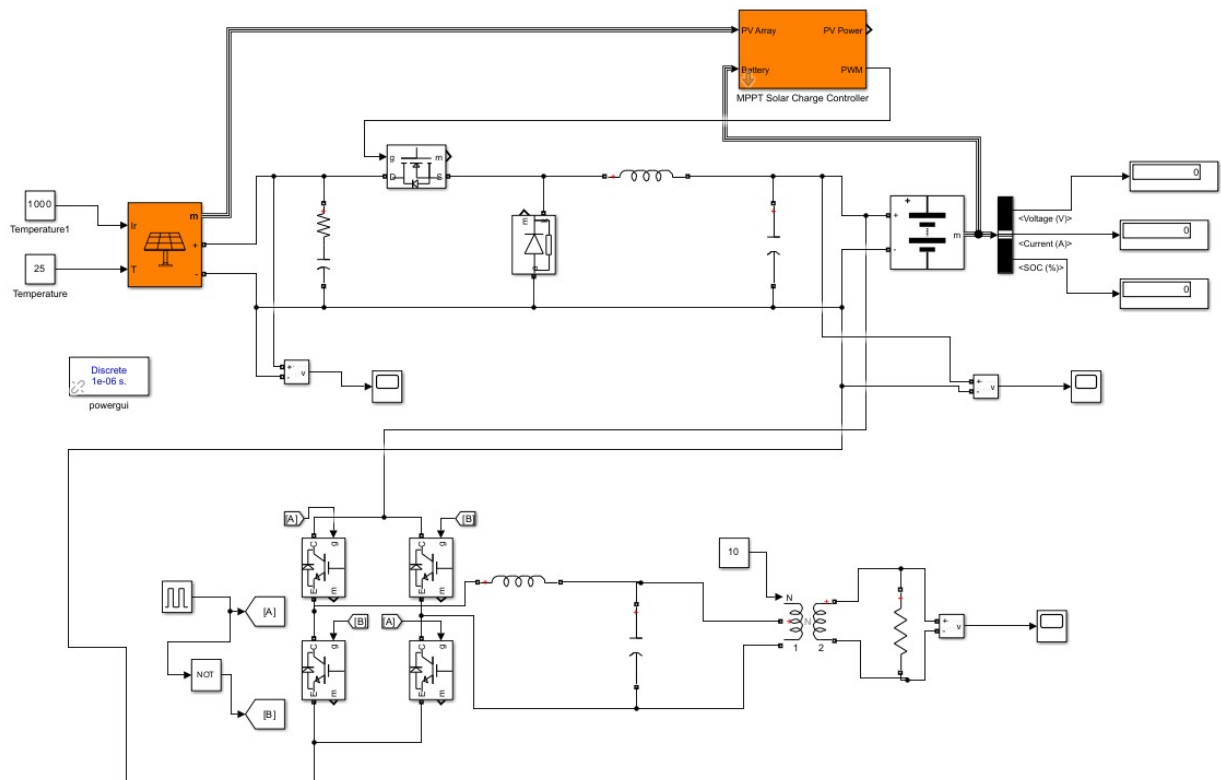 PV Array
PV Power
Battery
PWM
MPPT Solar Charge Controller
g
m
D
S
1000
Temperature1
Ir
m
+
T
-
25
Temperature
m
a
k
+
-
m
<Voltage (V)>
<Current (A)>
<SOC (%)>
0
0
0
Discrete
1e-06 s.
powergui
+
-
v
+
-
v
[A]
[B]
C
g
E
m
C
g
E
m
[A]
NOT
[B]
[B]
[A]
C
g
E
m
C
g
E
m
10
N
N
1
2
+
-
v